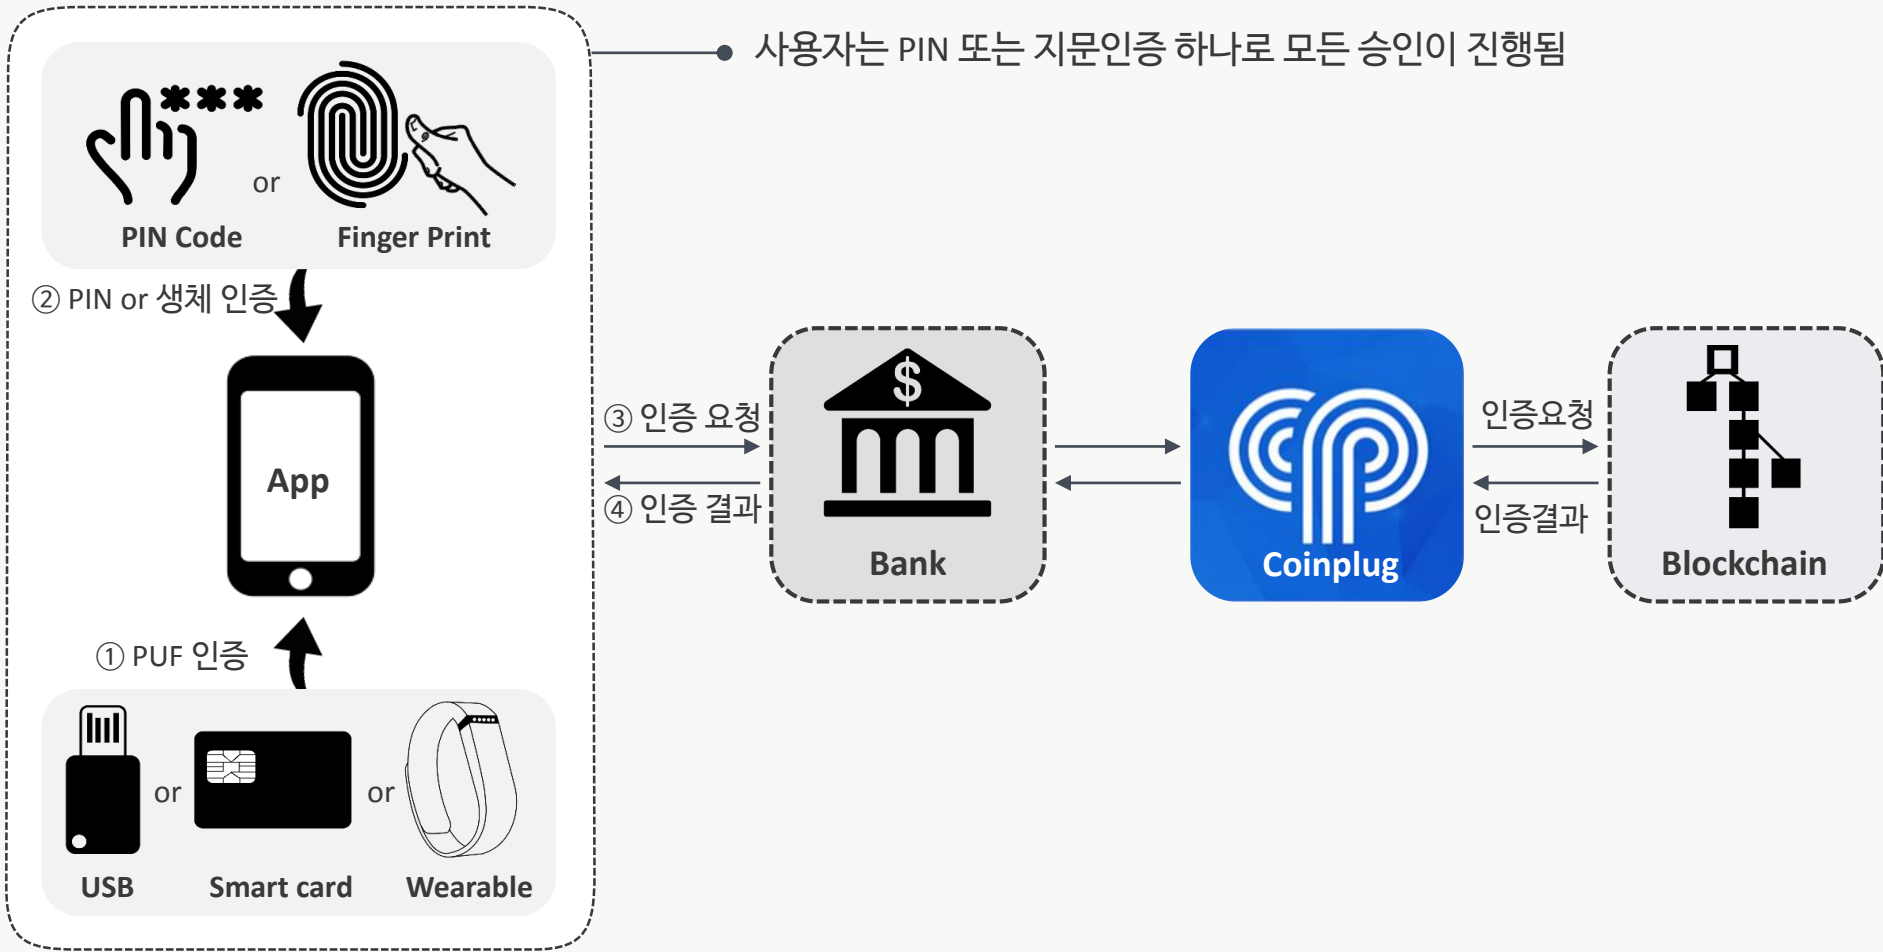 사용자는 PIN 또는 지문인증 하나로 모든 승인이 진행됨
***
or
PIN Code
Finger Print
② PIN or 생체 인증
App
① PUF 인증
or
or
USB
Smart card
Wearable
③ 인증 요청
④ 인증 결과
$
Bank
Coinplug
인증요청
인증결과
Blockchain